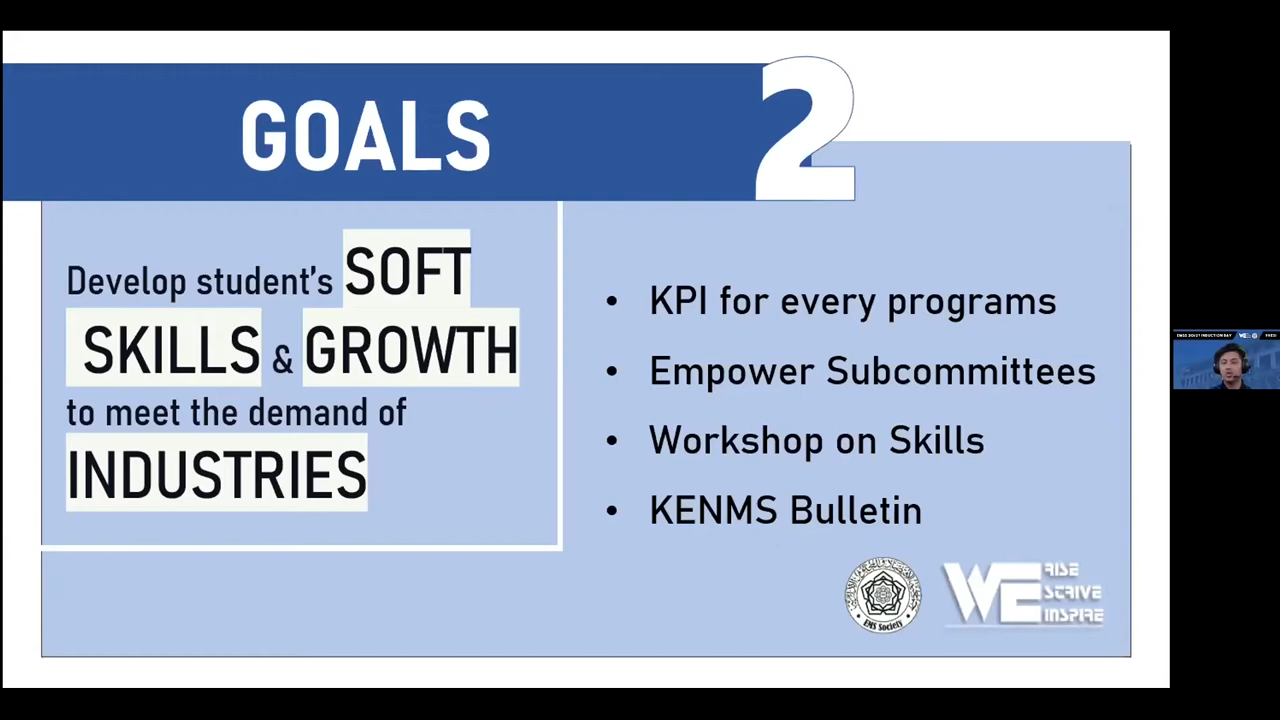 GOALS
2
Develop student's SOFT
SKILLS & GROWTH
to meet the demand of
INDUSTRIES
• KPI for every programs
• Empower Subcommittees
• Workshop on Skills
• KENMS Bulletin
EMS Society
WE RISE
STRIVE
INSPIRE